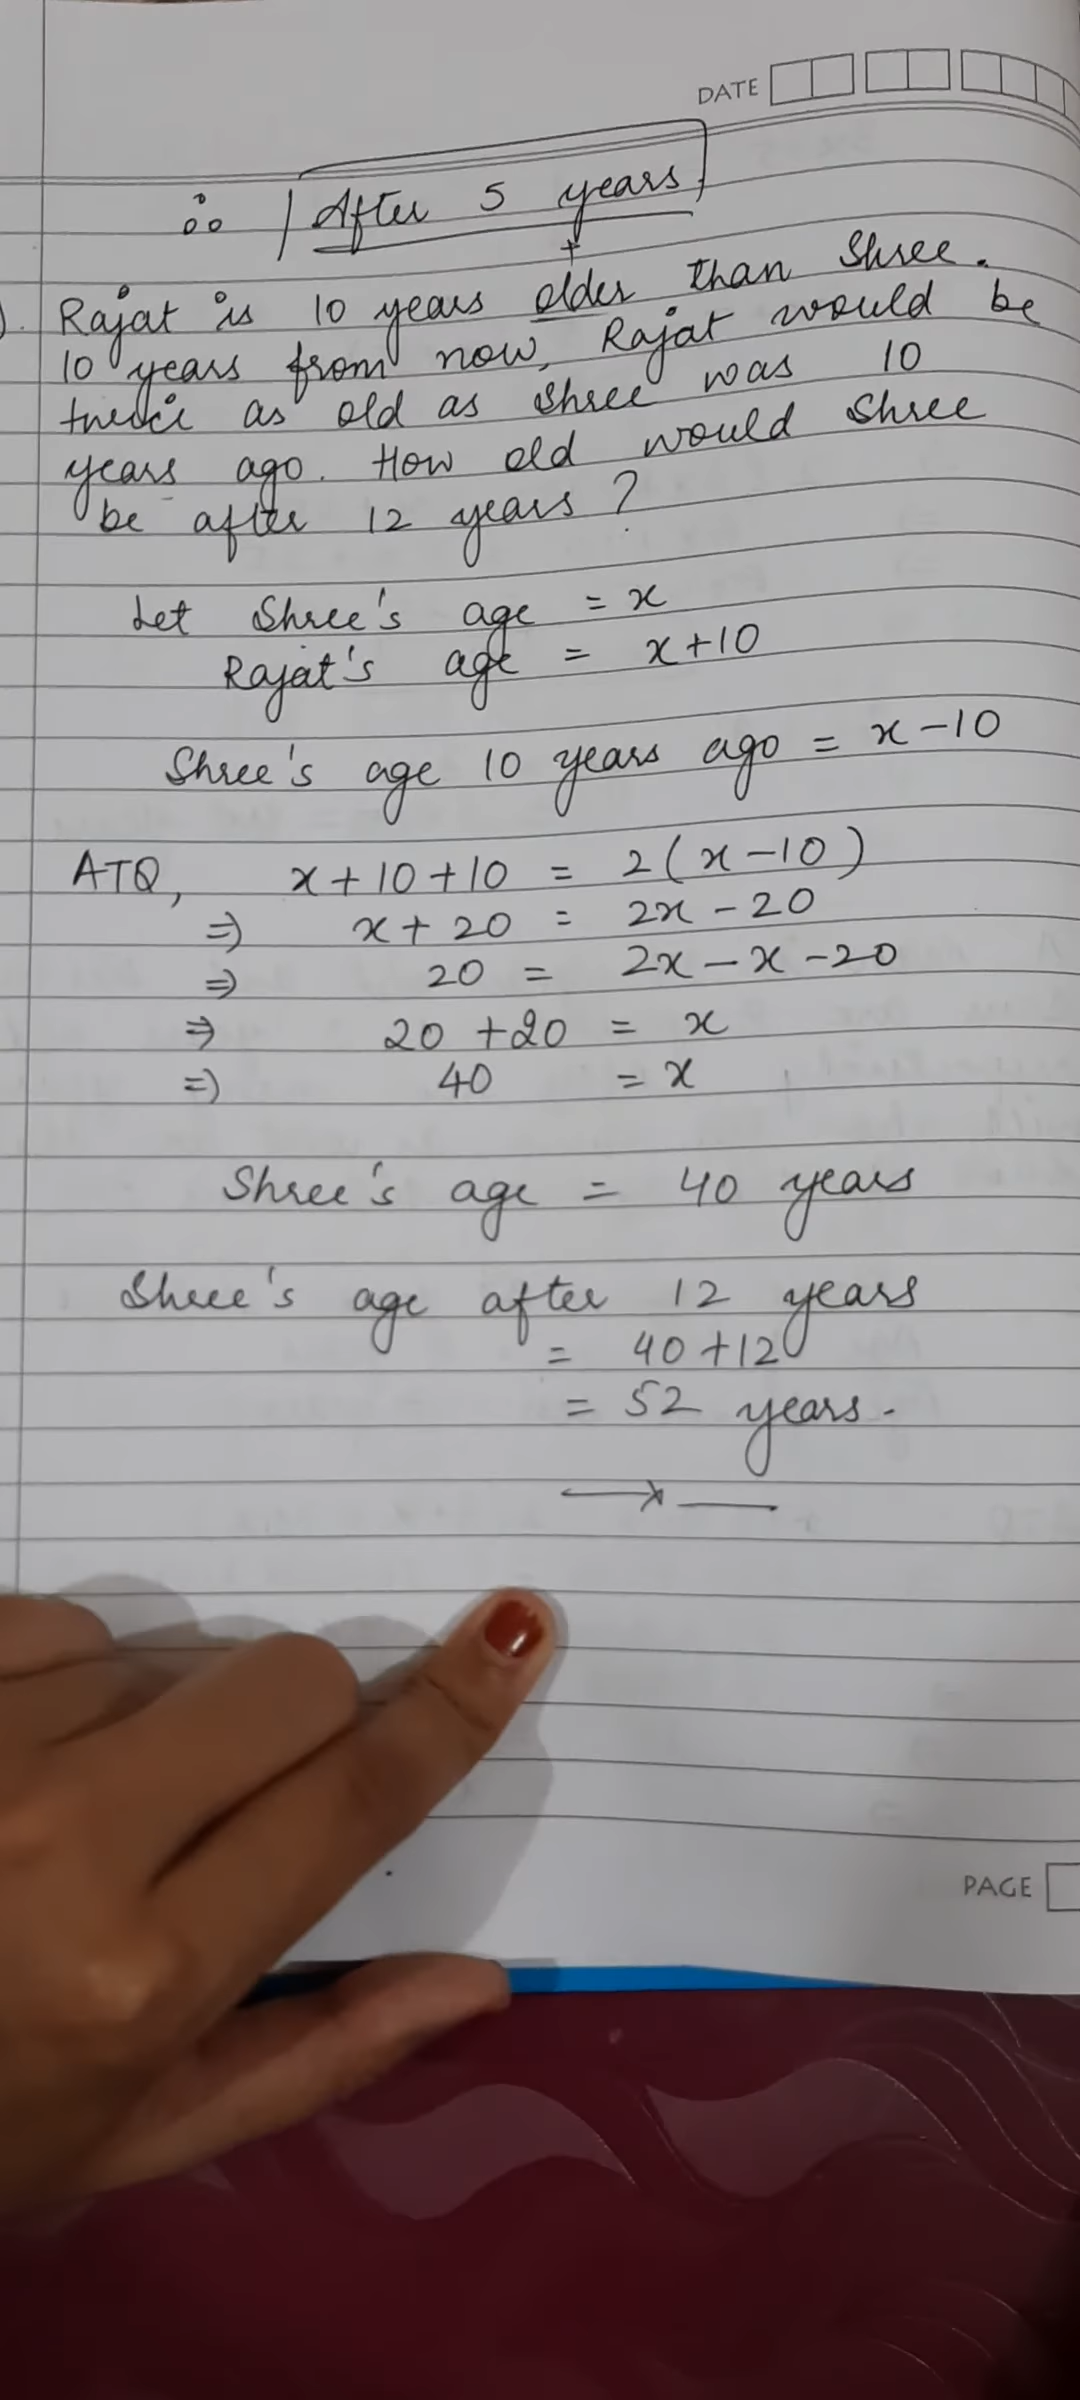 DATE
∴ After 5 years
Rajat is 10 years older than Shree.
10 years from now, Rajat would be
twice as old as Shree was 10
years ago. How old would Shree
be after 12 years ?
Let Shree's age = x
Rajat's age = x+10
Shree's age 10 years ago = x-10
ATQ, x+10+10 = 2(x-10)
⇒ x+20 = 2x-20
⇒ 20 = 2x-x-20
⇒ 20+20 = x
⇒ 40 = x
Shree's age = 40 years
Shree's age after 12 years
= 40+12
= 52 years.
PAGE